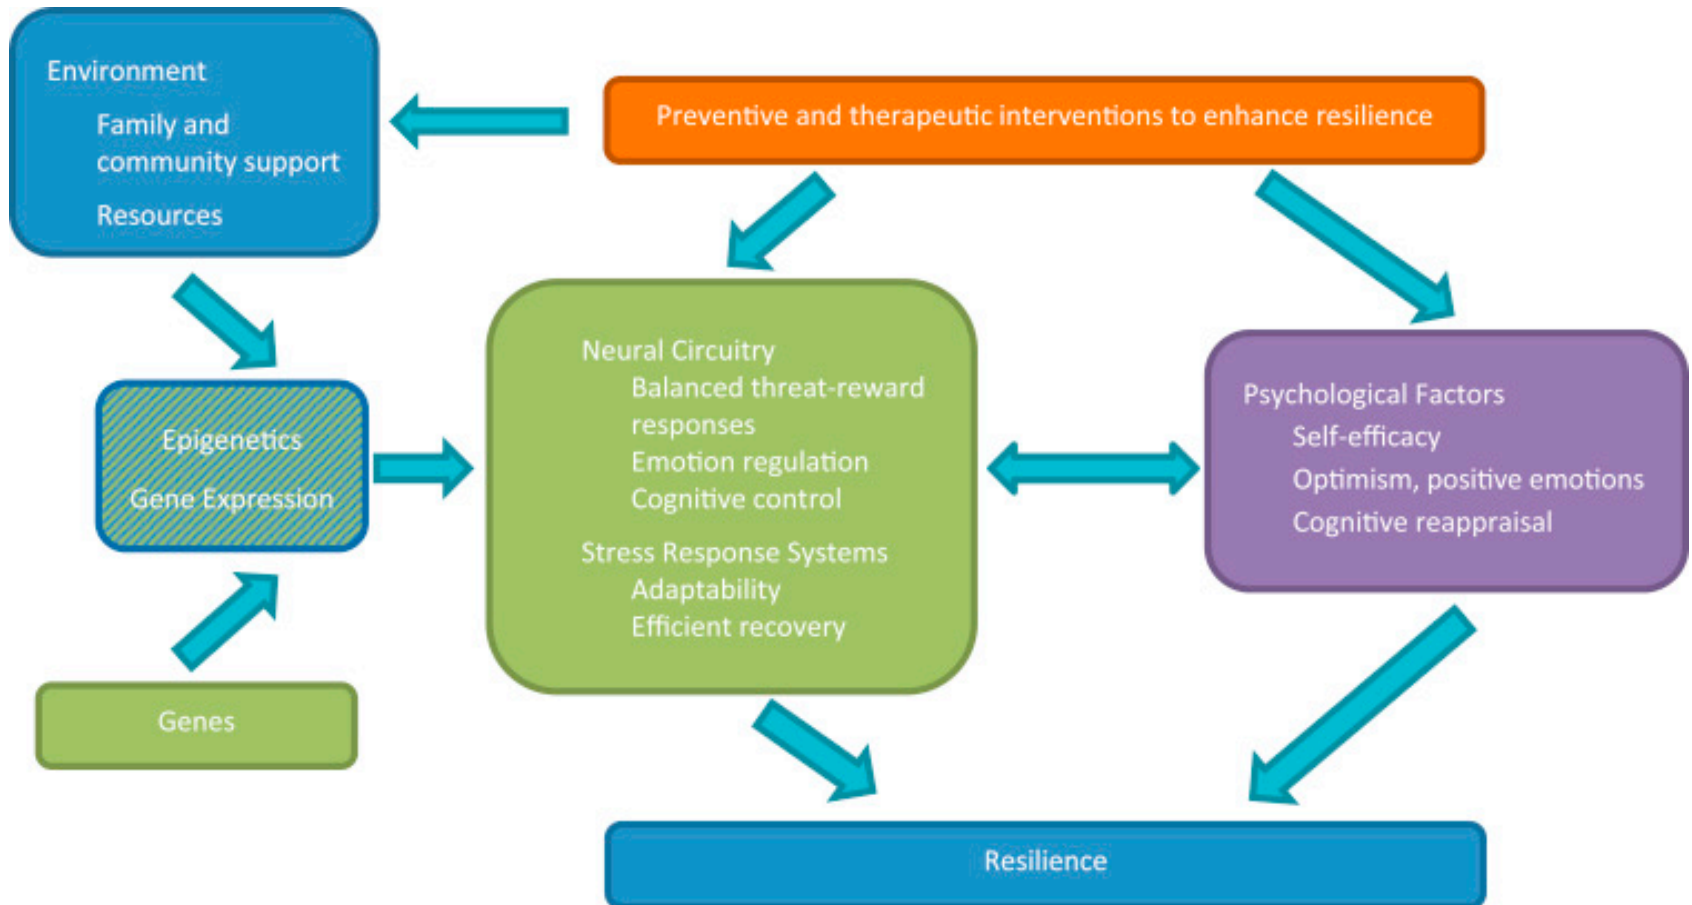 Environment
Family and
community support
Resources
Preventive and therapeutic interventions to enhance resilience
Epigenetics
Gene Expression
Genes
Neural Circuitry
Balanced threat-reward
responses
Emotion regulation
Cognitive control
Stress Response Systems
Adaptability
Efficient recovery
Psychological Factors
Self-efficacy
Optimism, positive emotions
Cognitive reappraisal
Resilience